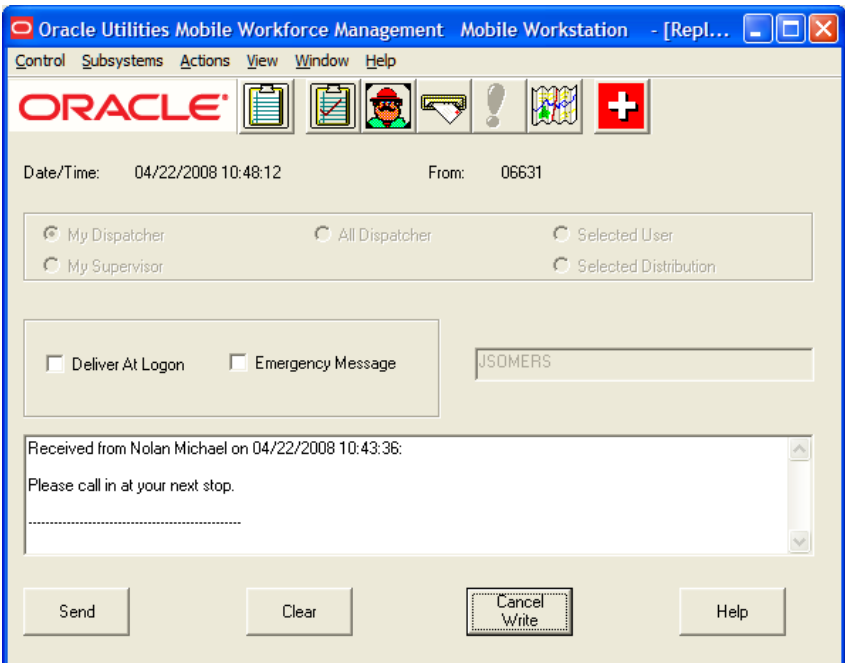 Oracle Utilities Mobile Workforce Management Mobile Workstation - [Repl...
Control Subsystems Actions View Window Help
ORACLE
Date/Time: 04/22/2008 10:48:12 From: 06631
My Dispatcher All Dispatcher Selected User
My Supervisor Selected Distribution
Deliver At Logon Emergency Message JSOMERS
Received from Nolan Michael on 04/22/2008 10:43:36:
Please call in at your next stop.
------------------------------------------------
Send Clear Cancel Write Help